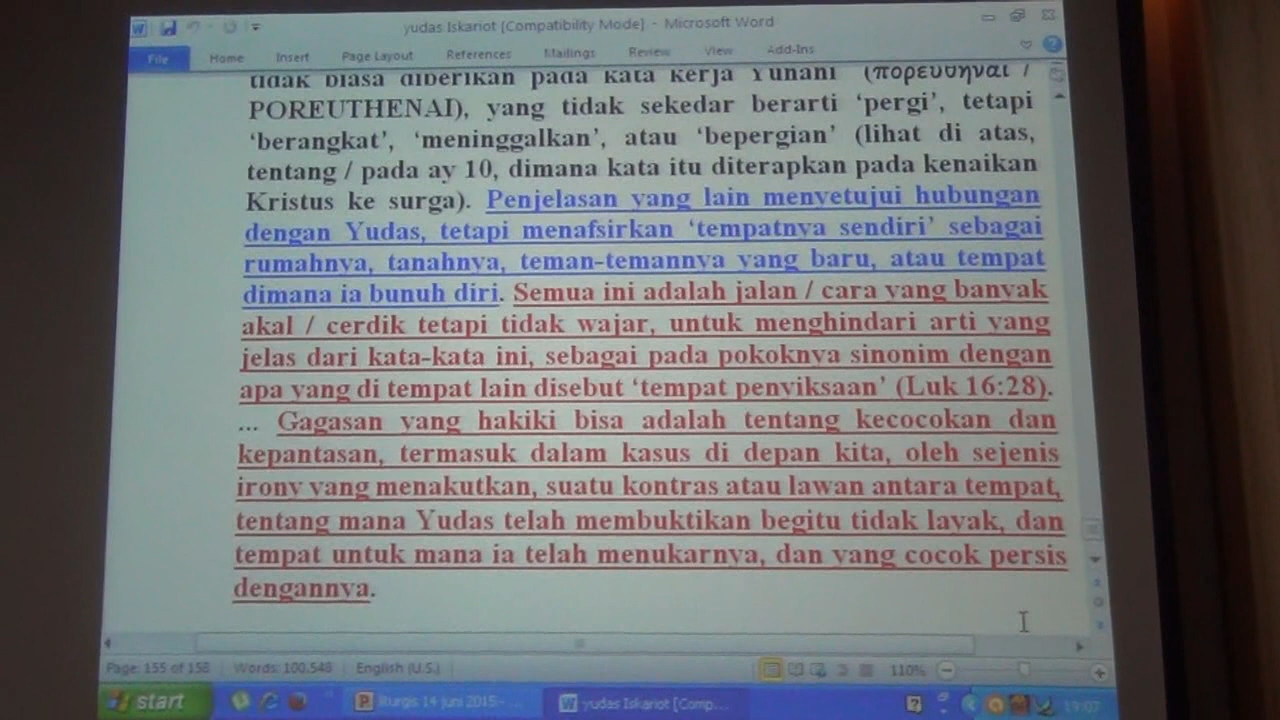 yudas Iskariot [Compatibility Mode] - Microsoft Word
File Home Insert Page Layout References Mailings Review View Add-Ins
tidak biasa diberikan pada kata kerja Yunani (πορευθηναι /
POREUTHENAI), yang tidak sekedar berarti ‘pergi’, tetapi
‘berangkat’, ‘meninggalkan’, atau ‘bepergian’ (lihat di atas,
tentang / pada ay 10, dimana kata itu diterapkan pada kenaikan
Kristus ke surga). Penjelasan yang lain menyetujui hubungan
dengan Yudas, tetapi menafsirkan ‘tempatnya sendiri’ sebagai
rumahnya, tanahnya, teman-temannya yang baru, atau tempat
dimana ia bunuh diri. Semua ini adalah jalan / cara yang banyak
akal / cerdik tetapi tidak wajar, untuk menghindari arti yang
jelas dari kata-kata ini, sebagai pada pokoknya sinonim dengan
apa yang di tempat lain disebut ‘tempat penyiksaan’ (Luk 16:28).
... Gagasan yang hakiki bisa adalah tentang kecocokan dan
kepantasan, termasuk dalam kasus di depan kita, oleh sejenis
irony yang menakutkan, suatu kontras atau lawan antara tempat,
tentang mana Yudas telah membuktikan begitu tidak layak, dan
tempat untuk mana ia telah menukarnya, dan yang cocok persis
dengannya.
Page: 155 of 158 Words: 100.548 English (U.S.) 110%
start liturgis 14 juni 2015 - ... yudas Iskariot [Comp... 19:07